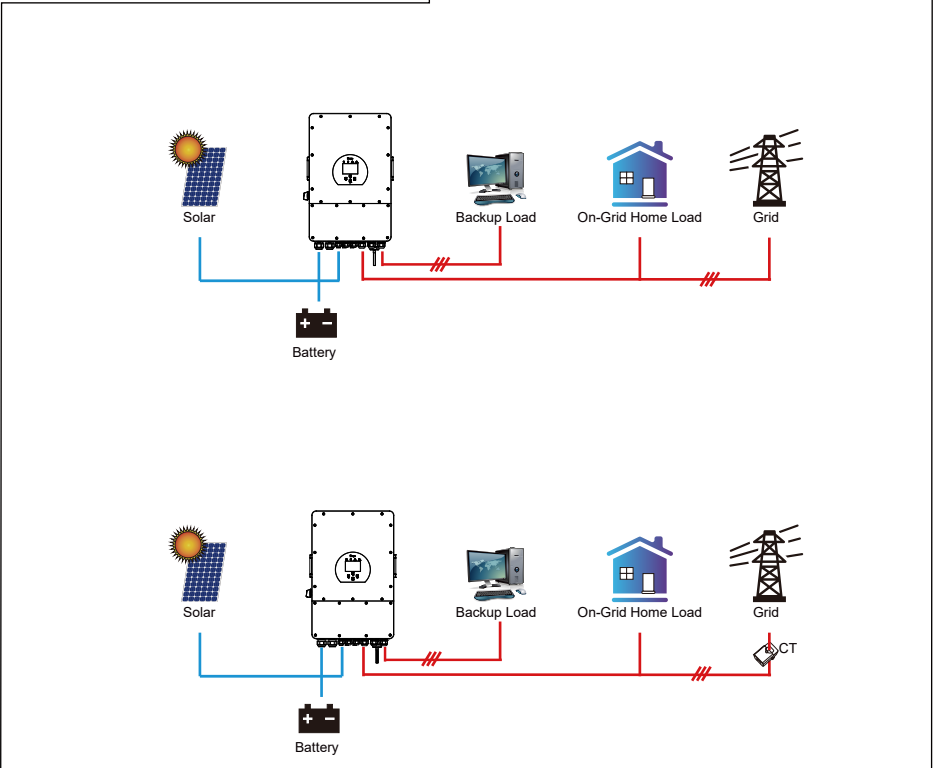 Solar
Backup Load
On-Grid Home Load
Grid
Battery
Solar
Backup Load
On-Grid Home Load
Grid
CT
Battery